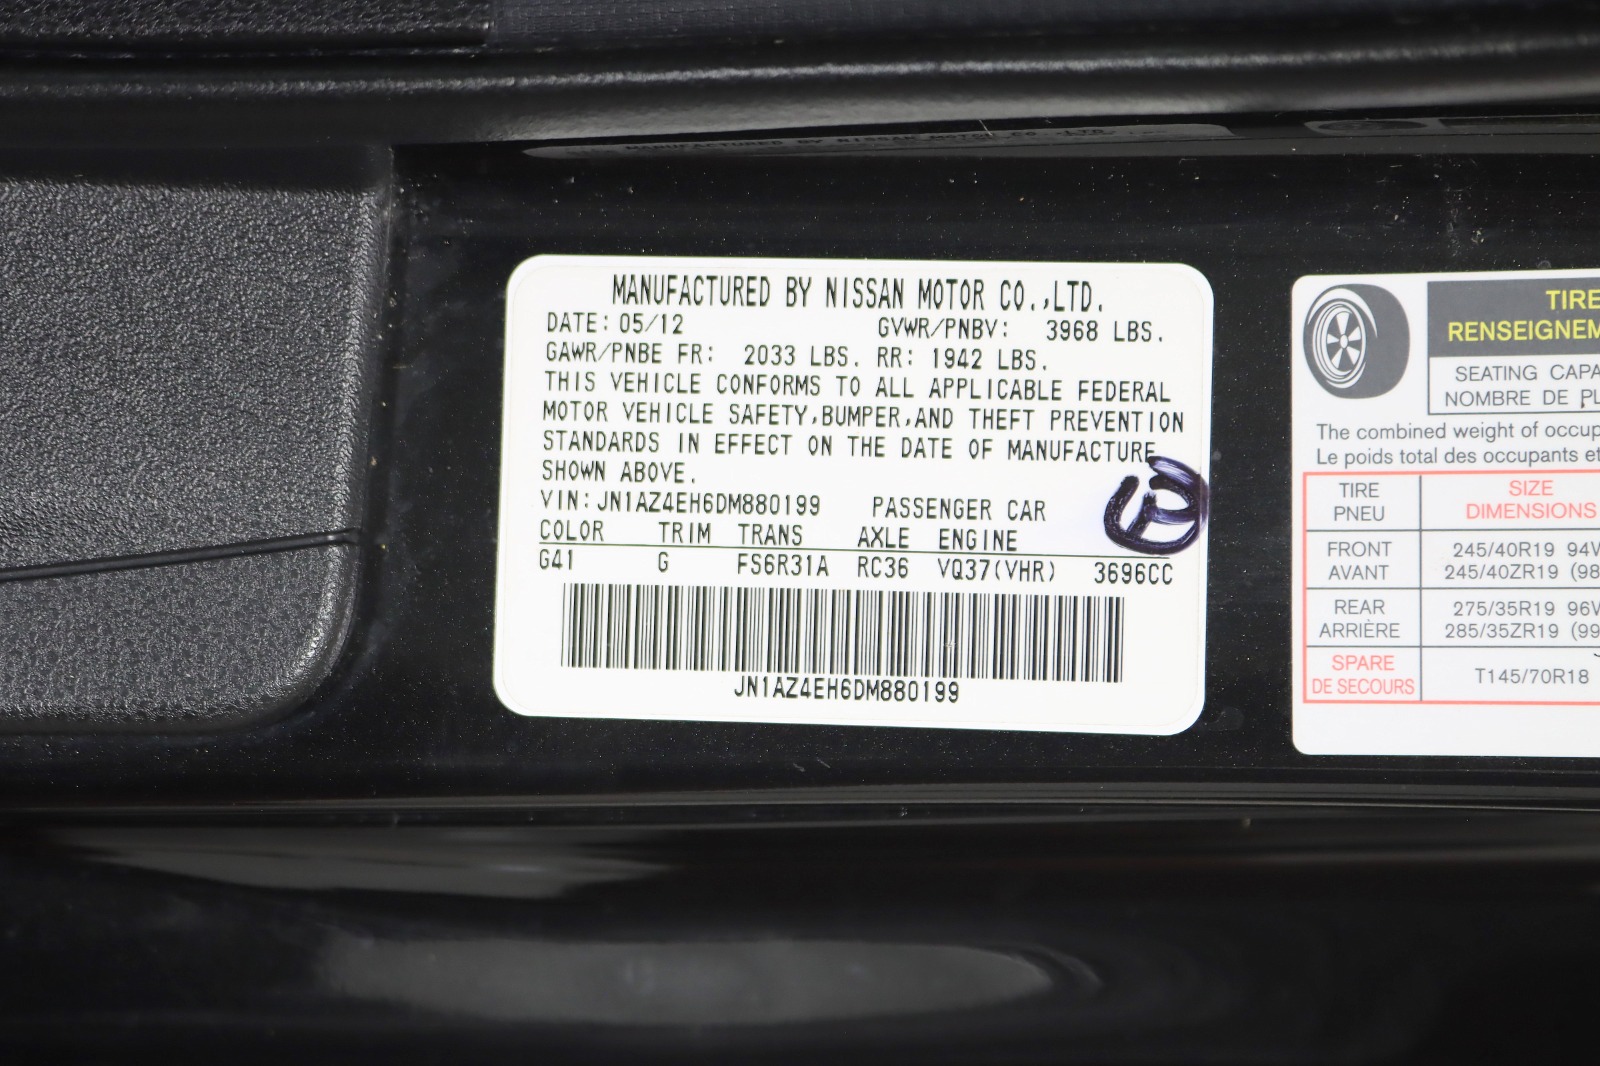 MANUFACTURED BY NISSAN MOTOR CO.,LTD.
DATE: 05/12 GVWR/PNBV: 3968 LBS.
GAWR/PNBE FR: 2033 LBS. RR: 1942 LBS.
THIS VEHICLE CONFORMS TO ALL APPLICABLE FEDERAL
MOTOR VEHICLE SAFETY,BUMPER,AND THEFT PREVENTION
STANDARDS IN EFFECT ON THE DATE OF MANUFACTURE
SHOWN ABOVE.
VIN: JN1AZ4EH6DM880199 PASSENGER CAR
COLOR TRIM TRANS AXLE ENGINE
G41 G FS6R31A RC36 VQ37(VHR) 3696CC
JN1AZ4EH6DM880199
TIRE
RENSEIGNEM
SEATING CAPA
NOMBRE DE PL
The combined weight of occup
Le poids total des occupants et
TIRE SIZE
PNEU DIMENSIONS
FRONT 245/40R19 94
AVANT 245/40ZR19 (98
REAR 275/35R19 96
ARRIÈRE 285/35ZR19 (99
SPARE
DE SECOURS T145/70R18